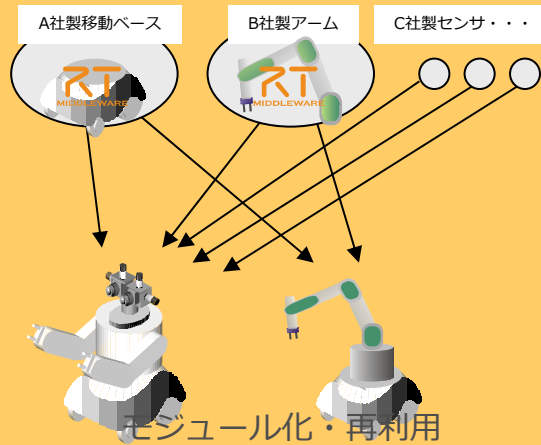 A社製移動ベース
B社製アーム
C社製センサ・・・
RT
MIDDLEWARE
RT
MIDDLEWARE
モジュール化・再利用